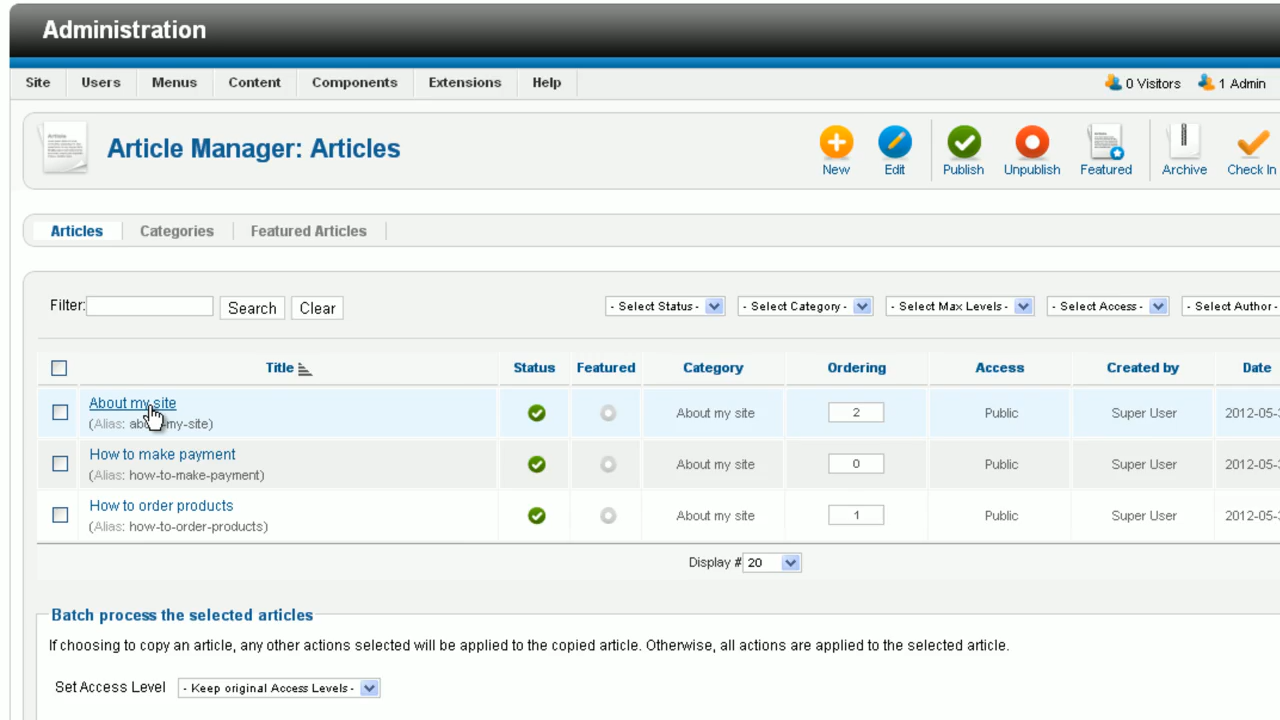 Administration
Site Users Menus Content Components Extensions Help 0 Visitors 1 Admin
Article Manager: Articles
New Edit Publish Unpublish Featured Archive Check In
Articles Categories Featured Articles
Filter: Search Clear - Select Status - - Select Category - - Select Max Levels - - Select Access - - Select Author -
Title Status Featured Category Ordering Access Created by Date
About my site About my site 2 Public Super User 2012-05-3
(Alias: my-site)
How to make payment About my site 0 Public Super User 2012-05-3
(Alias: how-to-make-payment)
How to order products About my site 1 Public Super User 2012-05-3
(Alias: how-to-order-products)
Display # 20
Batch process the selected articles
If choosing to copy an article, any other actions selected will be applied to the copied article. Otherwise, all actions are applied to the selected article.
Set Access Level - Keep original Access Levels -